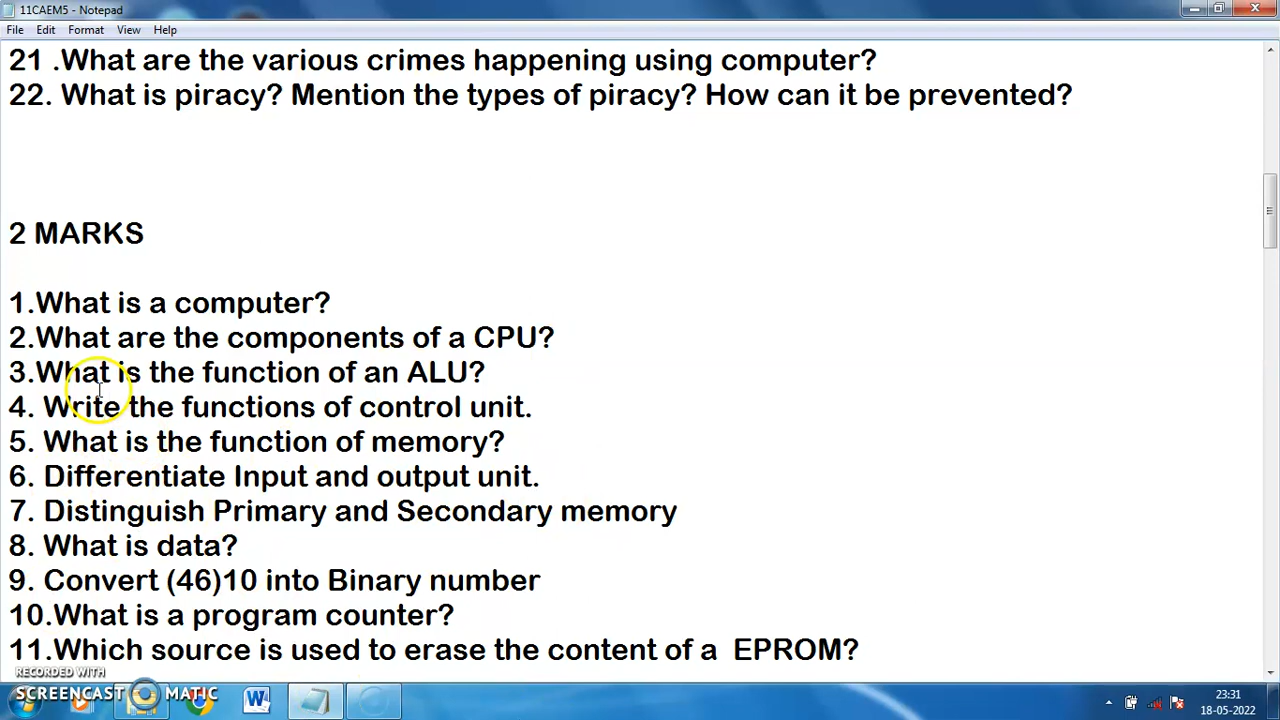 11CAEM5 - Notepad
File Edit Format View Help
21 .What are the various crimes happening using computer?
22. What is piracy? Mention the types of piracy? How can it be prevented?
2 MARKS
1.What is a computer?
2.What are the components of a CPU?
3.What is the function of an ALU?
4. Write the functions of control unit.
5. What is the function of memory?
6. Differentiate Input and output unit.
7. Distinguish Primary and Secondary memory
8. What is data?
9. Convert (46)10 into Binary number
10.What is a program counter?
11.Which source is used to erase the content of a  EPROM?
RECORDED WITH
SCREENCAST MATIC
W
23:31
18-05-2022